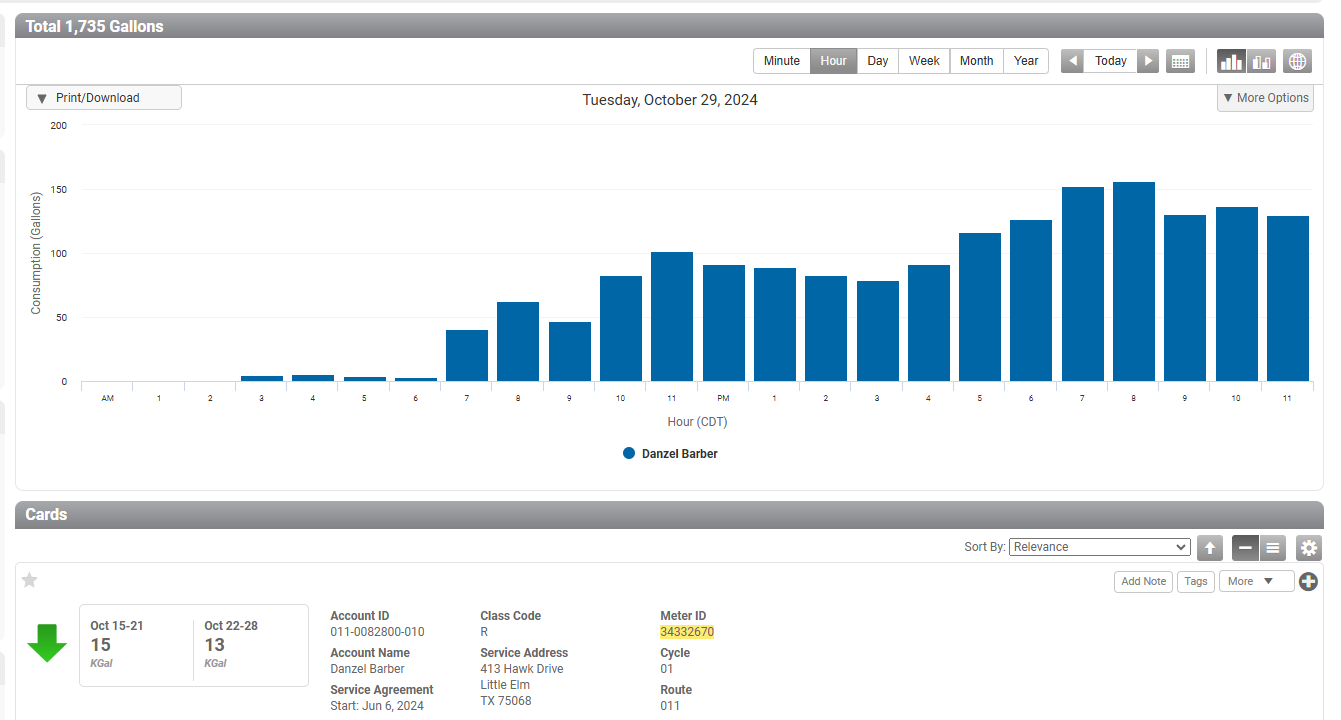 Total 1,735 Gallons
Minute Hour Day Week Month Year Today
Print/Download
Tuesday, October 29, 2024
More Options
200
150
100
50
0
Consumption (Gallons)
AM 1 2 3 4 5 6 7 8 9 10 11 PM 1 2 3 4 5 6 7 8 9 10 11
Hour (CDT)
Danzel Barber
Cards
Sort By: Relevance
Add Note Tags More
Oct 15-21
15
KGal
Oct 22-28
13
KGal
Account ID
011-0082800-010
Account Name
Danzel Barber
Service Agreement
Start: Jun 6, 2024
Class Code
R
Service Address
413 Hawk Drive
Little Elm
TX 75068
Meter ID
34332670
Cycle
01
Route
011